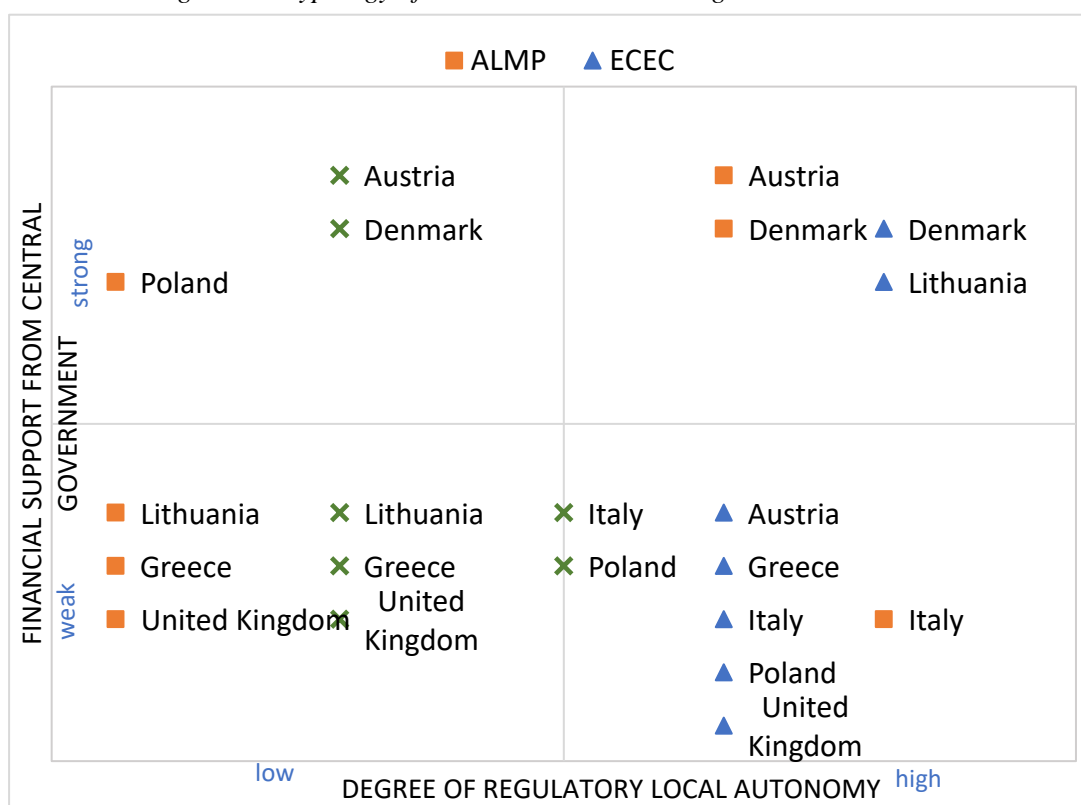 ALMP ECEC
Austria Austria
Denmark Denmark Denmark
Poland Lithuania
Lithuania Lithuania Italy Austria
Greece Greece Poland Greece
United Kingdom United
Kingdom Italy Italy
Poland
United
Kingdom
FINANCIAL SUPPORT FROM CENTRAL
GOVERNMENT
strong
weak
low high
DEGREE OF REGULATORY LOCAL AUTONOMY